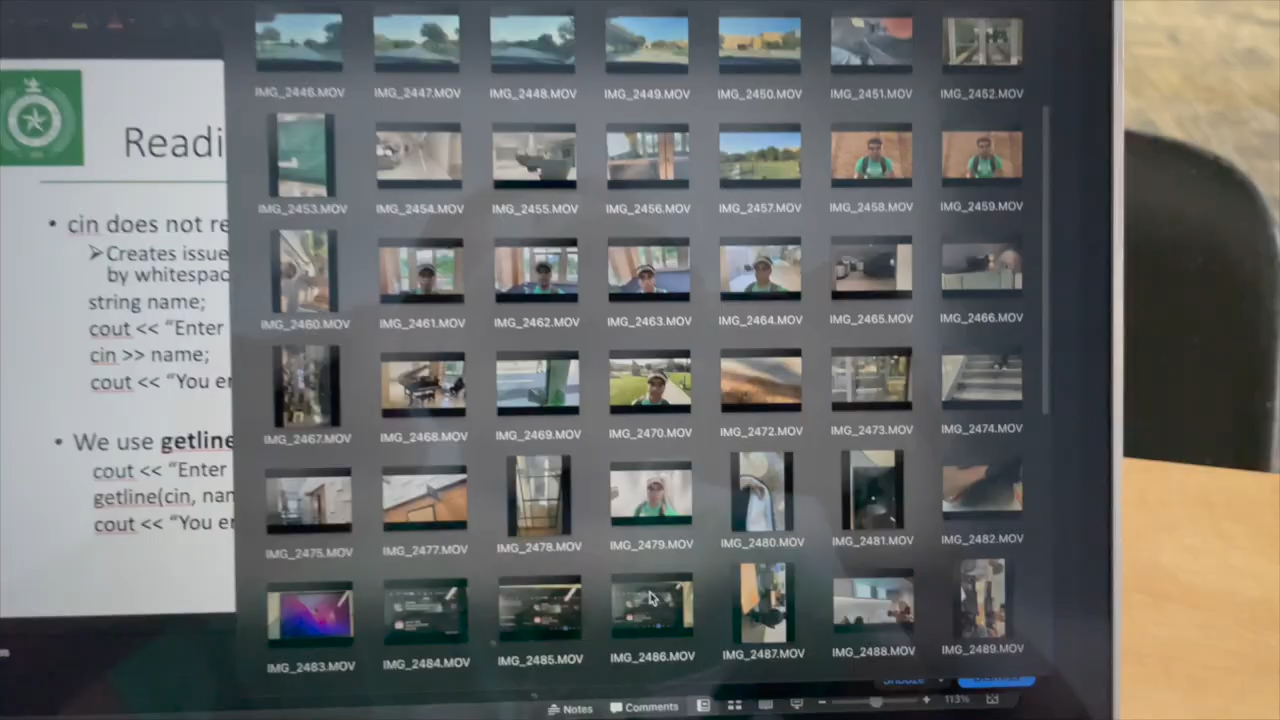 Readi
• cin does not re
➢Creates issue
by whitespac
string name;
cout << “Enter
cin >> name;
cout << “You er
• We use getline
cout << “Enter
getline(cin, nan
cout << “You er
IMG_2446.MOV IMG_2447.MOV IMG_2448.MOV IMG_2449.MOV IMG_2450.MOV IMG_2451.MOV IMG_2452.MOV
IMG_2453.MOV IMG_2454.MOV IMG_2455.MOV IMG_2456.MOV IMG_2457.MOV IMG_2458.MOV IMG_2459.MOV
IMG_2460.MOV IMG_2461.MOV IMG_2462.MOV IMG_2463.MOV IMG_2464.MOV IMG_2465.MOV IMG_2466.MOV
IMG_2467.MOV IMG_2468.MOV IMG_2469.MOV IMG_2470.MOV IMG_2472.MOV IMG_2473.MOV IMG_2474.MOV
IMG_2475.MOV IMG_2477.MOV IMG_2478.MOV IMG_2479.MOV IMG_2480.MOV IMG_2481.MOV IMG_2482.MOV
IMG_2483.MOV IMG_2484.MOV IMG_2485.MOV IMG_2486.MOV IMG_2487.MOV IMG_2488.MOV IMG_2489.MOV
Notes Comments 113%